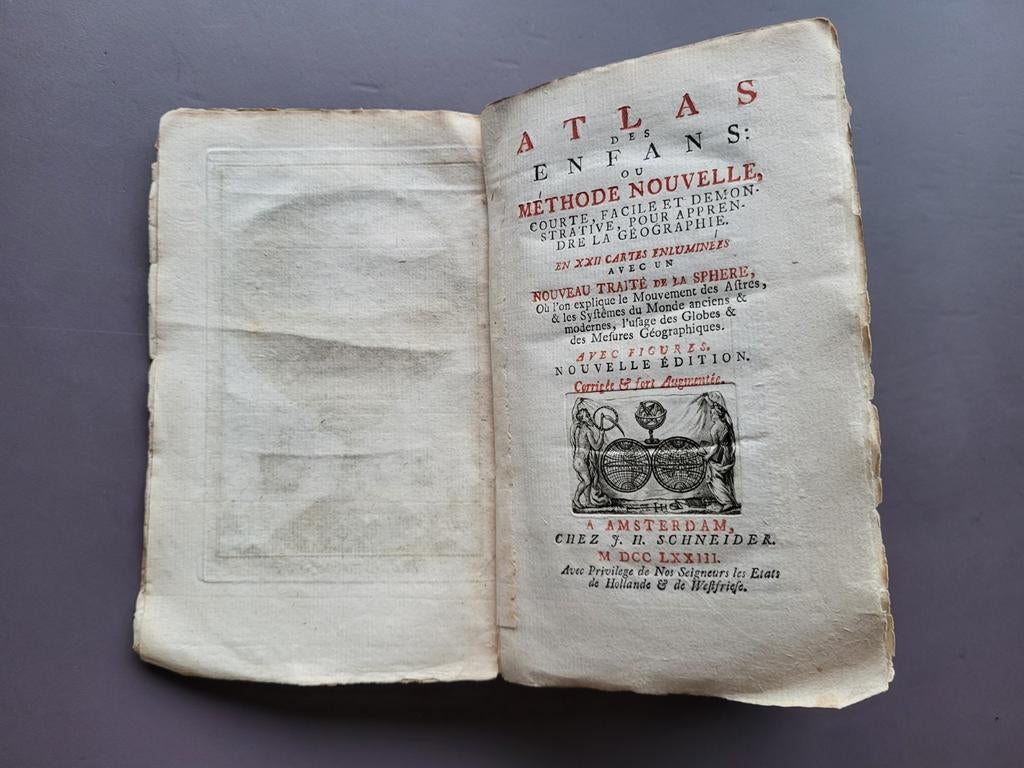 ATLAS
DES
ENFANS:
OU
MÉTHODE NOUVELLE,
COURTE, FACILE ET DEMON-
STRATIVE, POUR APPREN-
DRE LA GÉOGRAPHIE.
EN XXII CARTES ENLUMINÉES
AVEC UN
NOUVEAU TRAITÉ DE LA SPHERE,
Où l'on explique le Mouvement des Aſtres,
& les Syſtêmes du Monde anciens &
modernes, l'uſage des Globes &
des Meſures Géographiques.
AVEC FIGURES.
NOUVELLE ÉDITION.
Corrigée & fort Augmentée.
A AMSTERDAM,
CHEZ J. H. SCHNEIDER.
M DCC LXXIII.
Avec Privilege de Nos Seigneurs les Etats
de Hollande & de Weſtfrieſe.